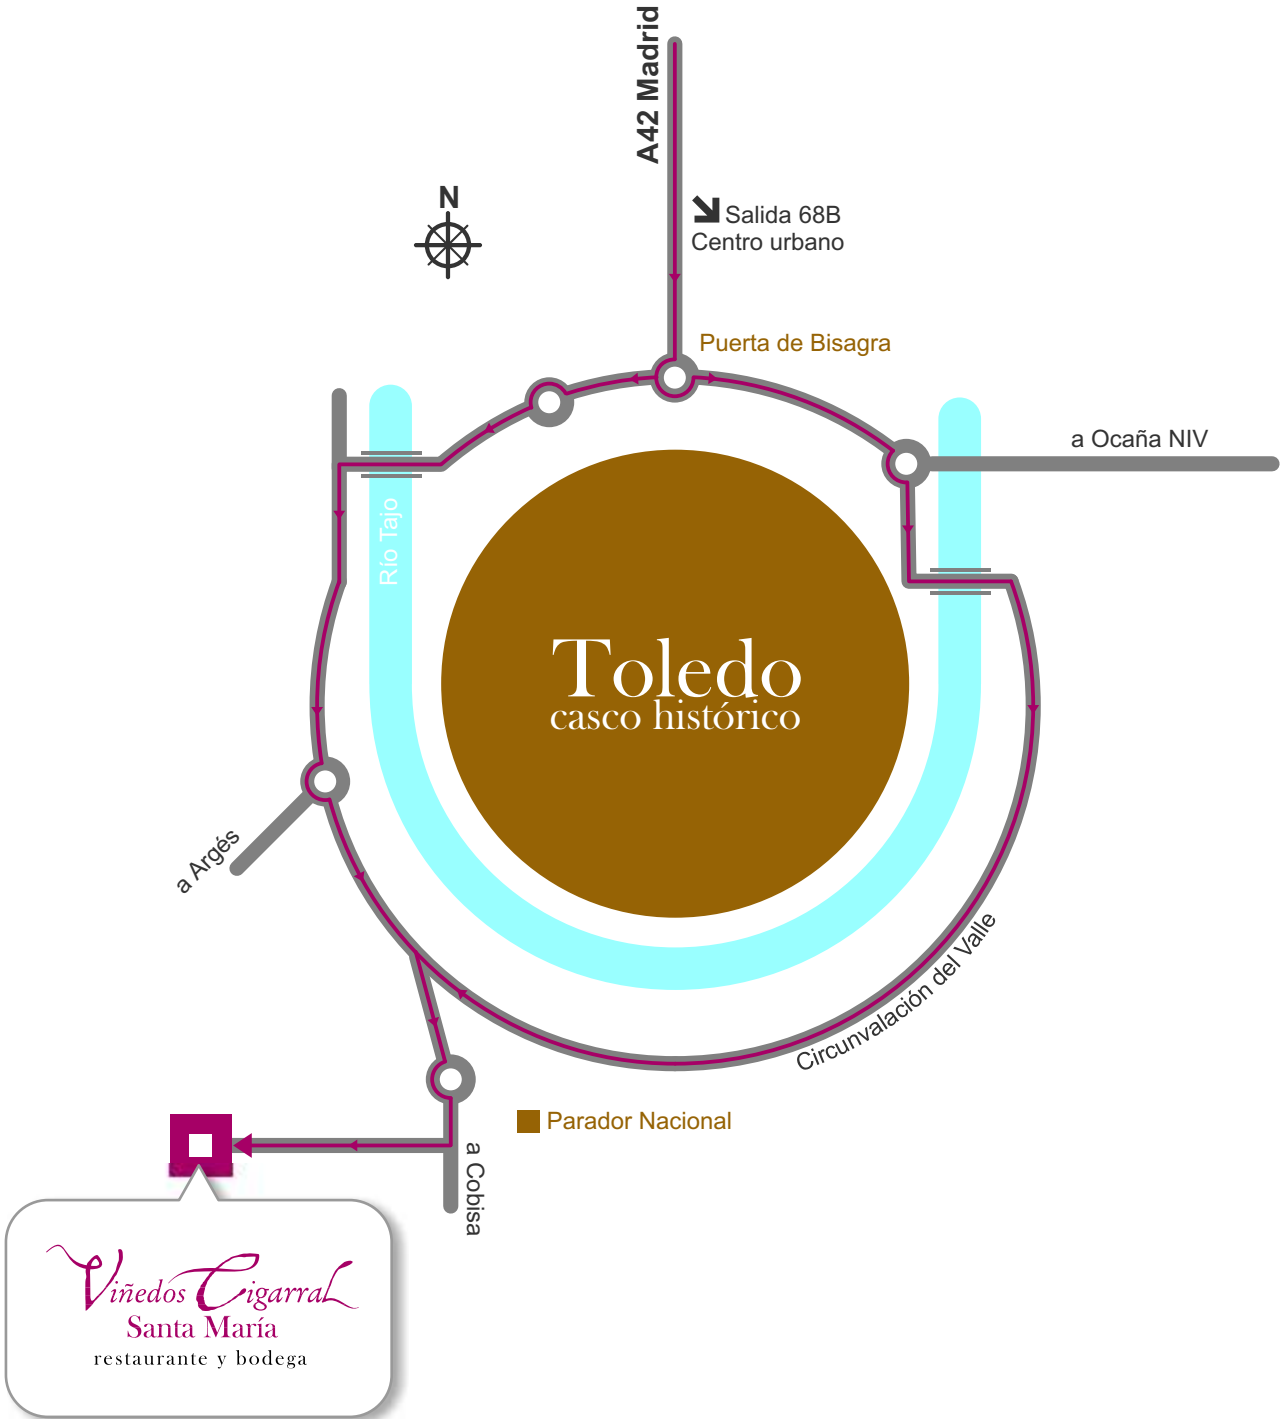 A42 Madrid
N
Salida 68B
Centro urbano
Puerta de Bisagra
a Ocaña NIV
Río Tajo
Toledo
casco histórico
a Argés
Circunvalación del Valle
Parador Nacional
a Cobisa
Viñedos Cigarral
Santa María
restaurante y bodega